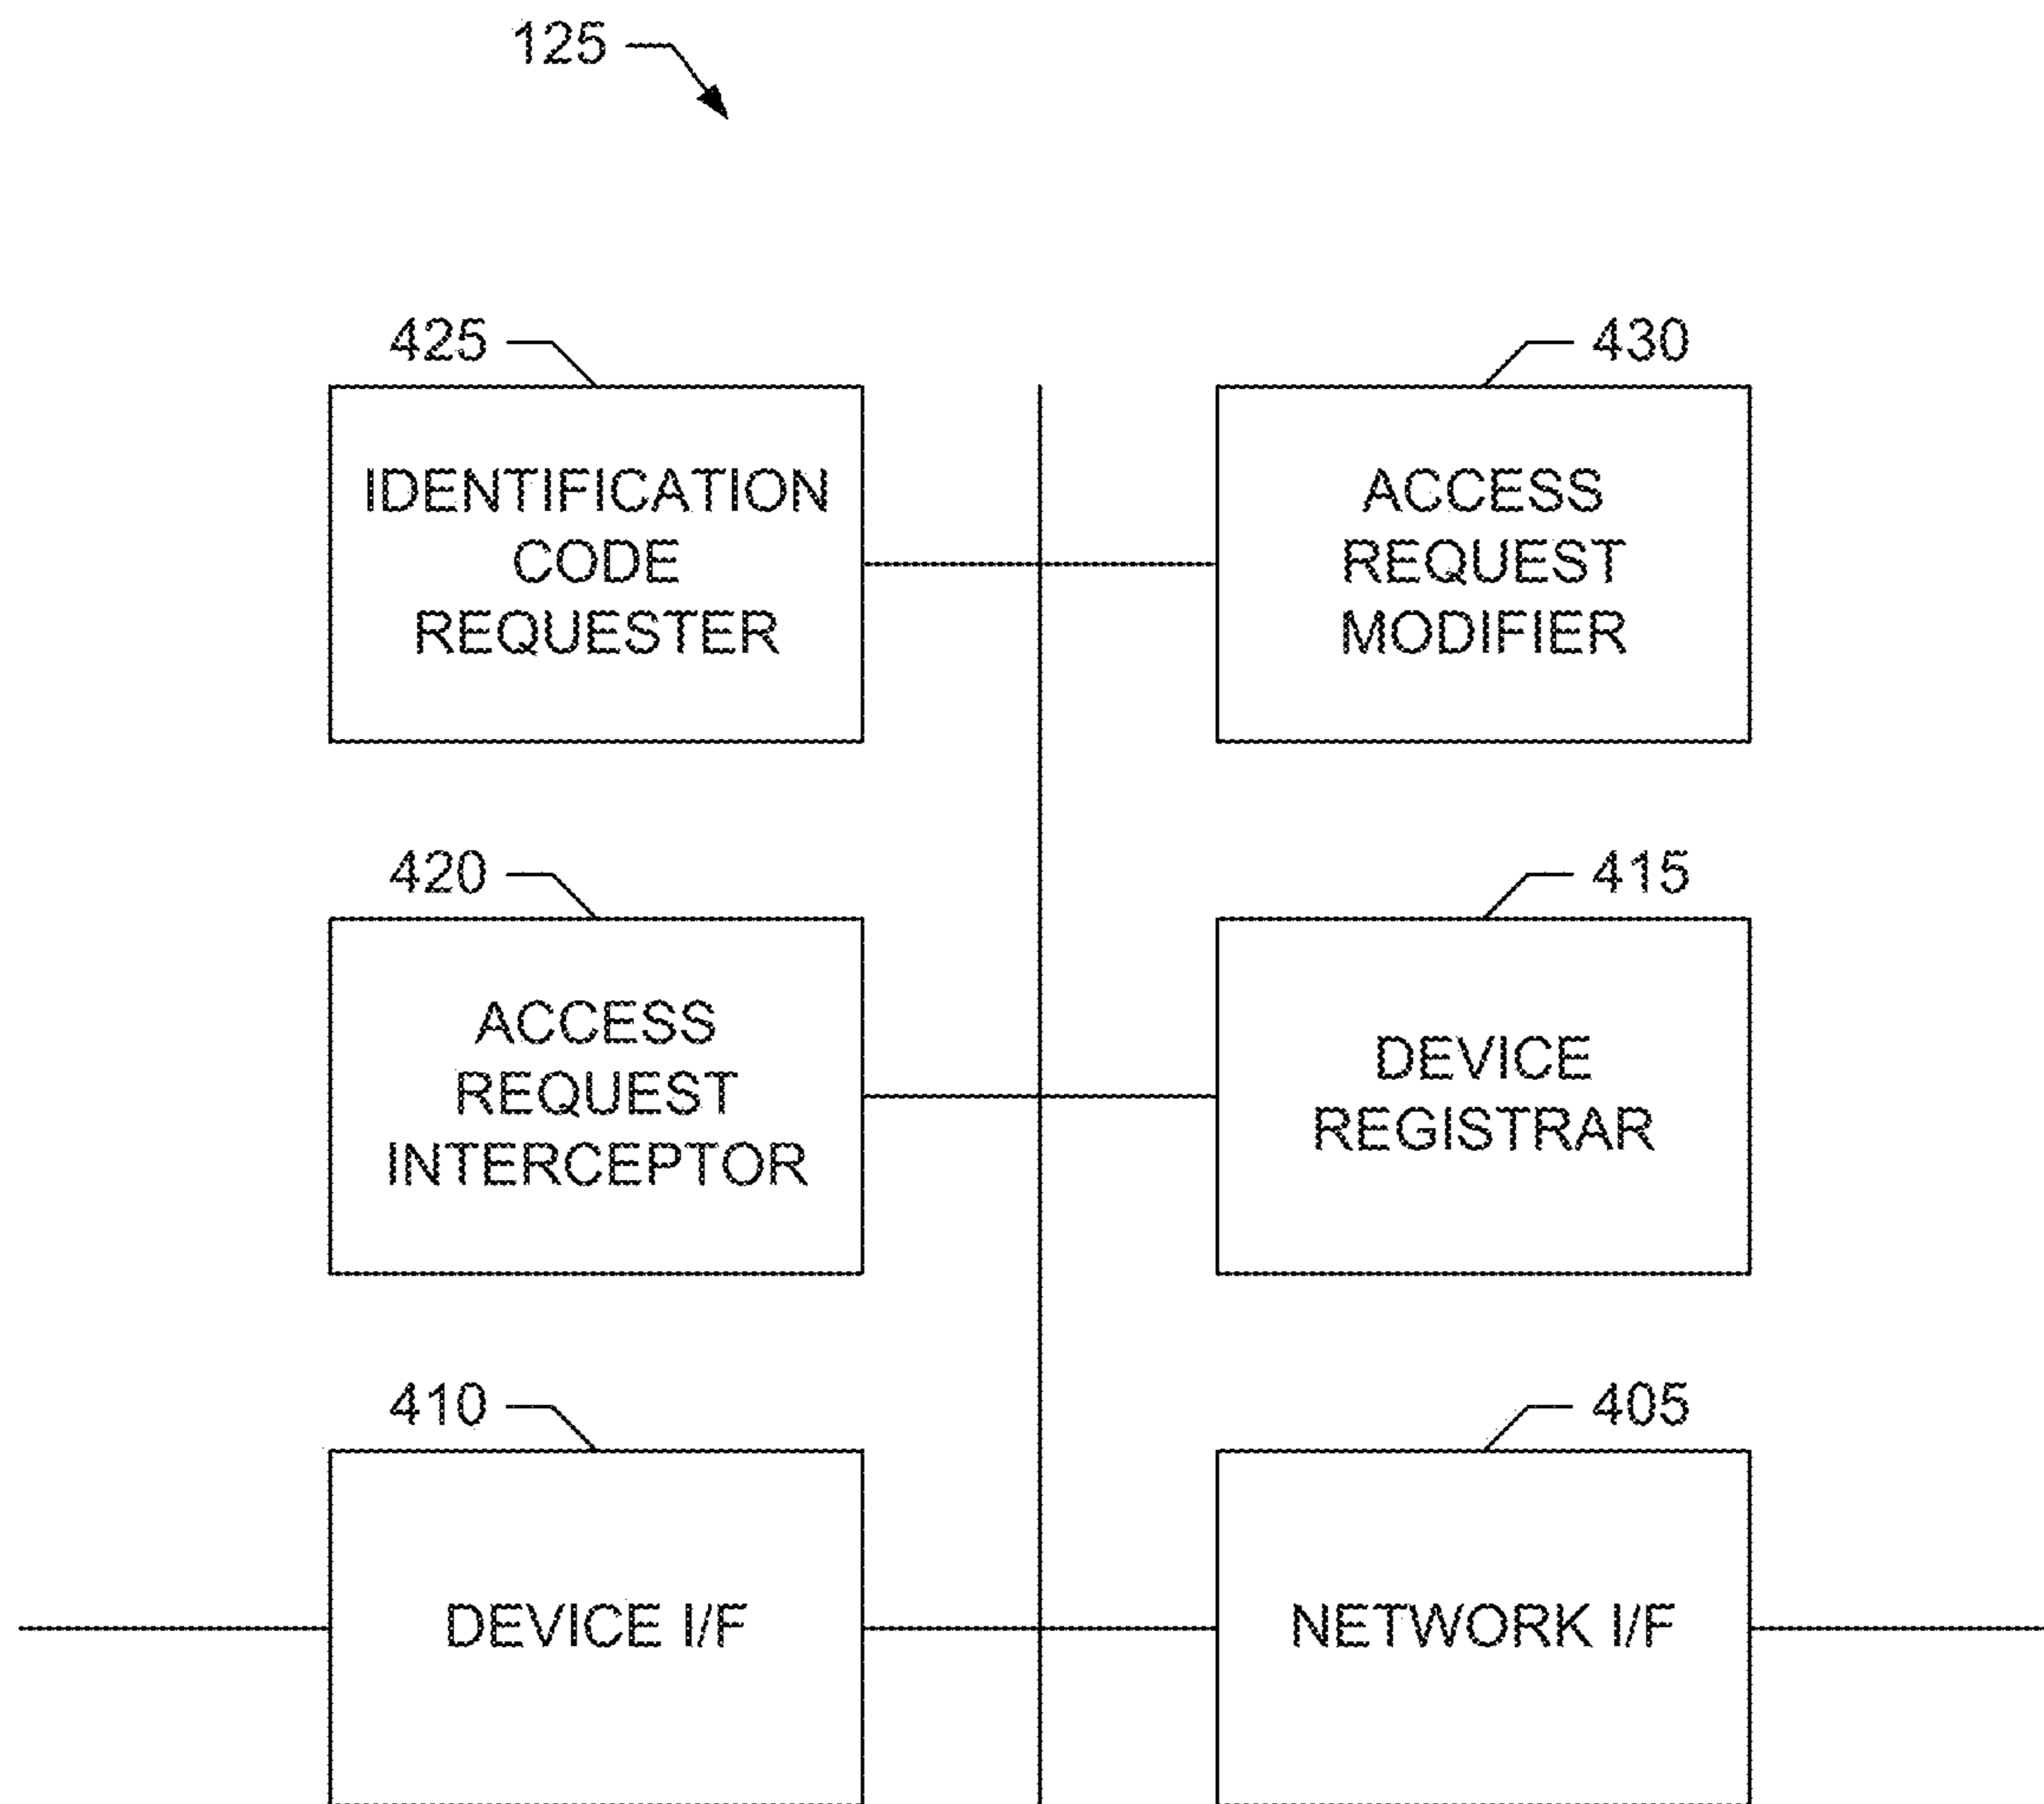 125
425
430
IDENTIFICATION
CODE
REQUESTER
ACCESS
REQUEST
MODIFIER
420
415
ACCESS
REQUEST
INTERCEPTOR
DEVICE
REGISTRAR
410
405
DEVICE I/F
NETWORK I/F